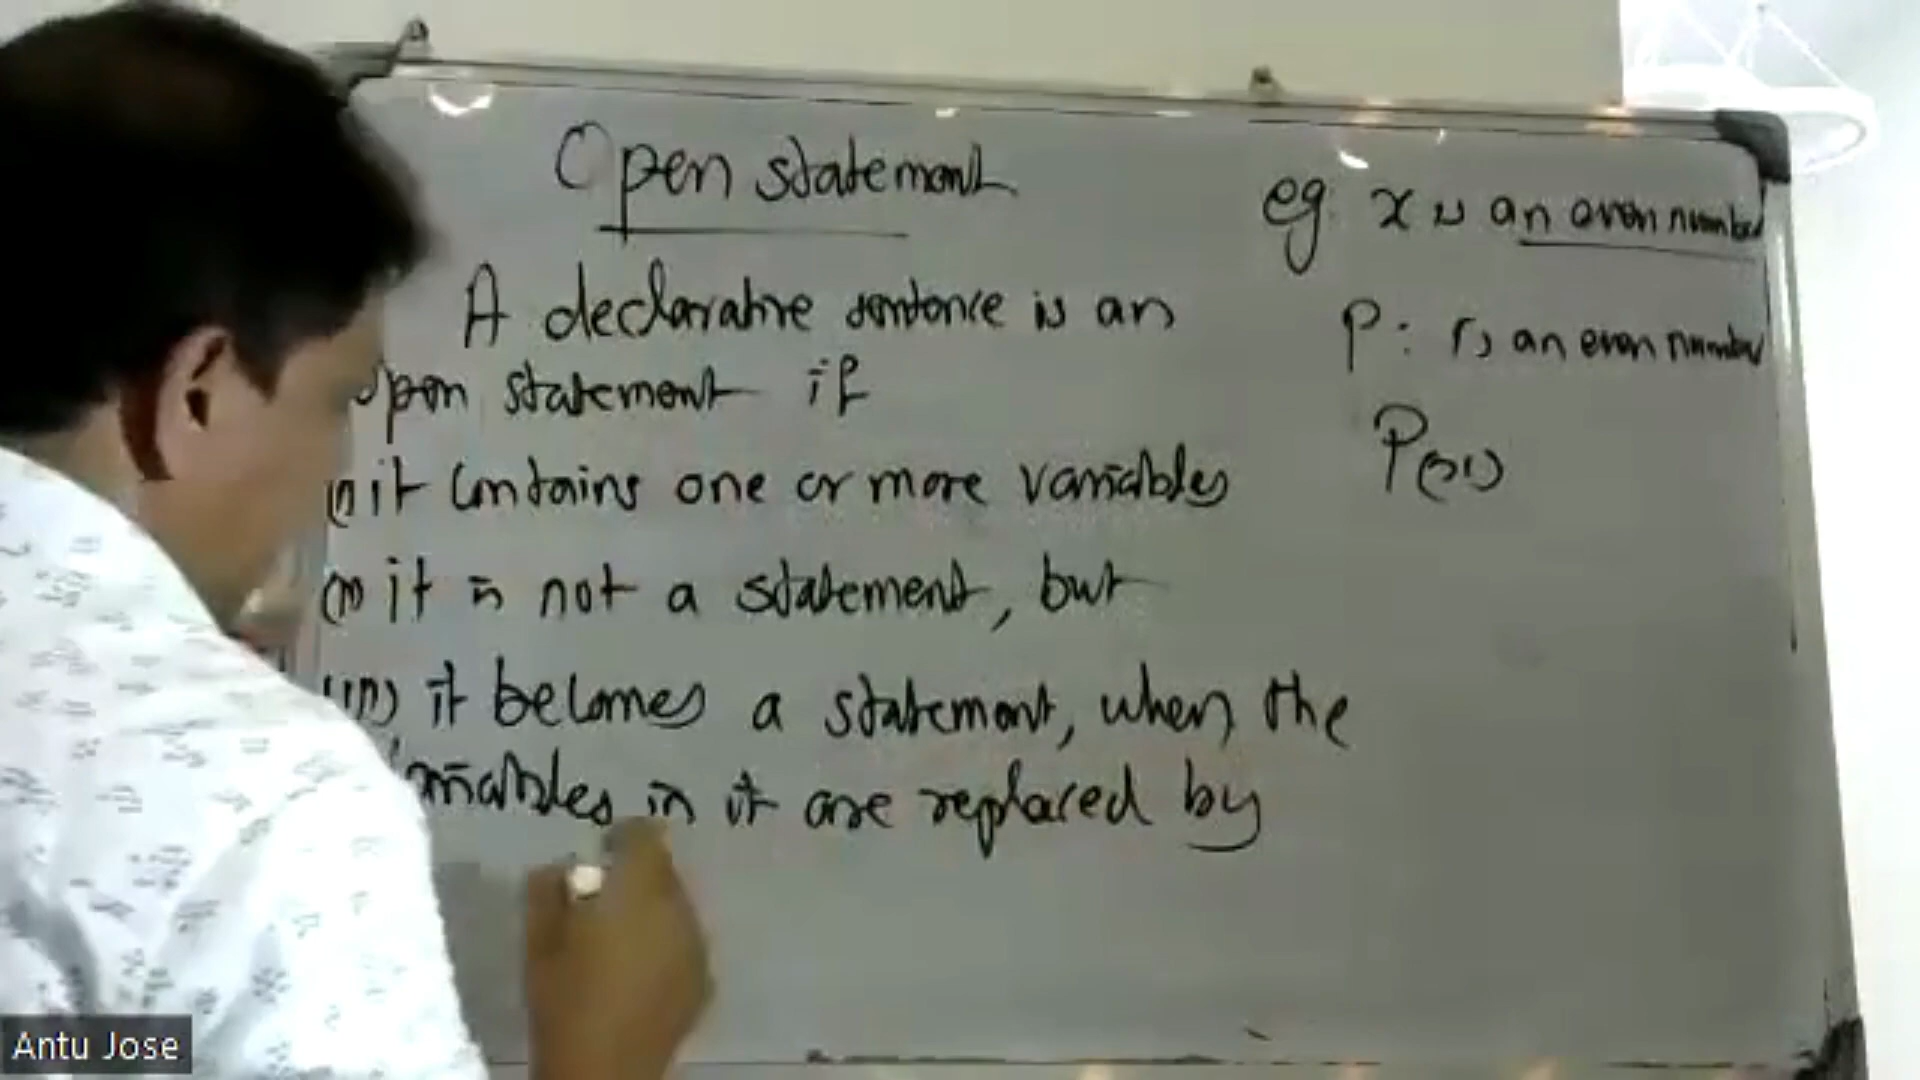 Open statement
A declarative sentence is an
open statement if
(i) it contains one or more variables
(ii) it is not a statement, but
(iii) it becomes a statement, when the
variables in it are replaced by
eg: x is an even number
P: is an even number
P(x)
Antu Jose